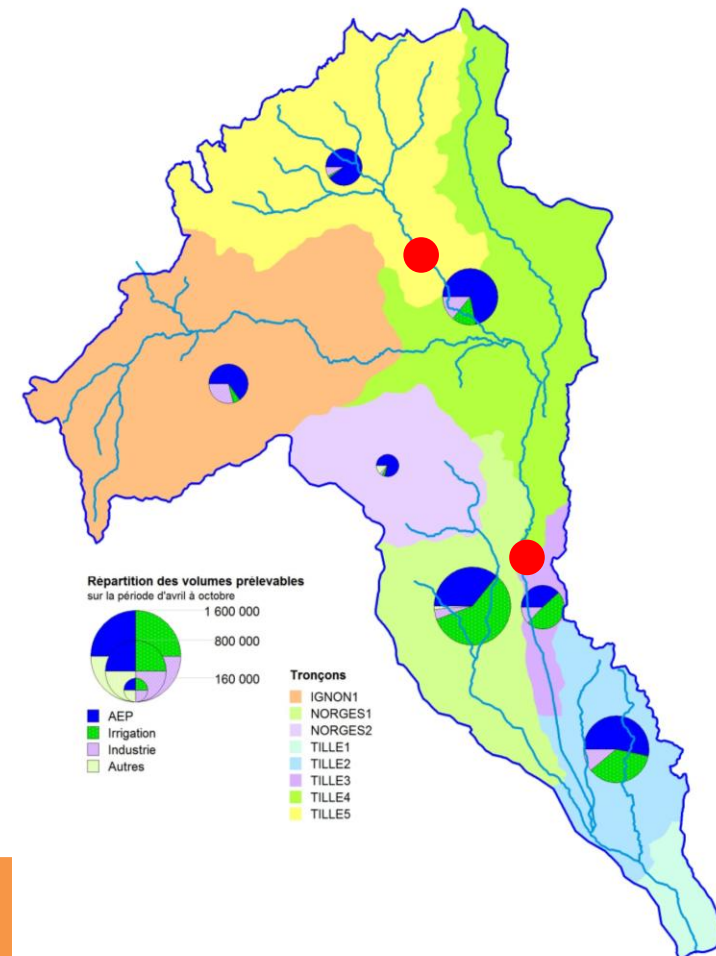 Répartition des volumes prélevables
sur la période d'avril à octobre
1 600 000
800 000
160 000
AEP
Irrigation
Industrie
Autres
Tronçons
IGNON1
NORGES1
NORGES2
TILLE1
TILLE2
TILLE3
TILLE4
TILLE5